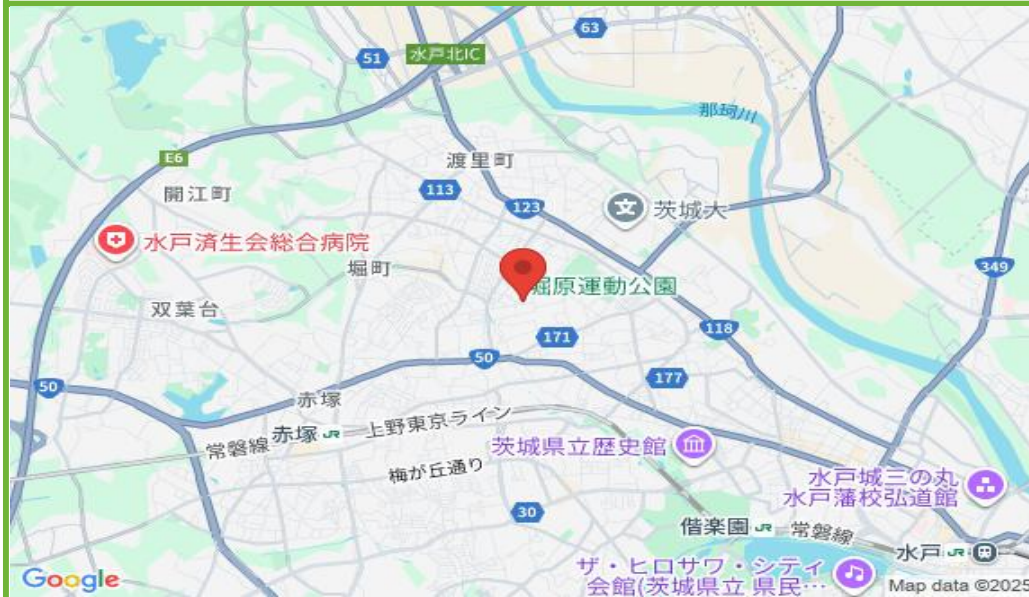 63
51
水戸北IC
那珂川
E6
渡里町
開江町
113
123
茨城大
水戸済生会総合病院
堀町
349
堀原運動公園
双葉台
171
118
50
50
177
赤塚
上野東京ライン
常磐線
赤塚 JR
茨城県立歴史館
梅が丘通り
水戸城三の丸
水戸藩校弘道館
30
偕楽園 JR
常磐線
水戸 JR
ザ・ヒロサワ・シティ
会館(茨城県立 県民…
Google
Map data ©2025